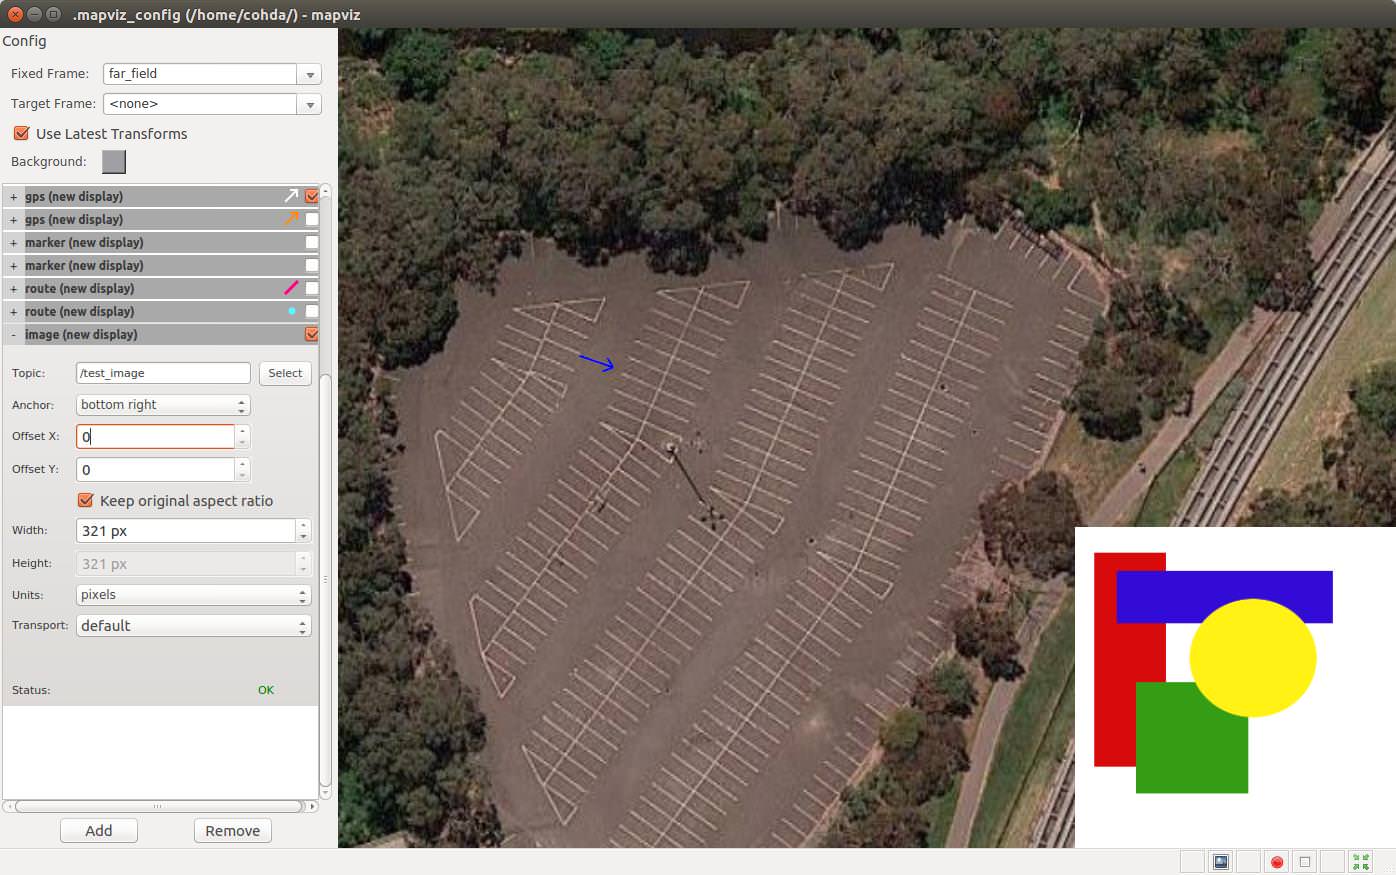 .mapviz_config (/home/cohda/) - mapviz
Config
Fixed Frame: far_field
Target Frame: <none>
Use Latest Transforms
Background:
+ gps (new display)
+ gps (new display)
+ marker (new display)
+ marker (new display)
+ route (new display)
+ route (new display)
- image (new display)
Topic: /test_image Select
Anchor: bottom right
Offset X: 0
Offset Y: 0
Keep original aspect ratio
Width: 321 px
Height: 321 px
Units: pixels
Transport: default
Status: OK
Add Remove